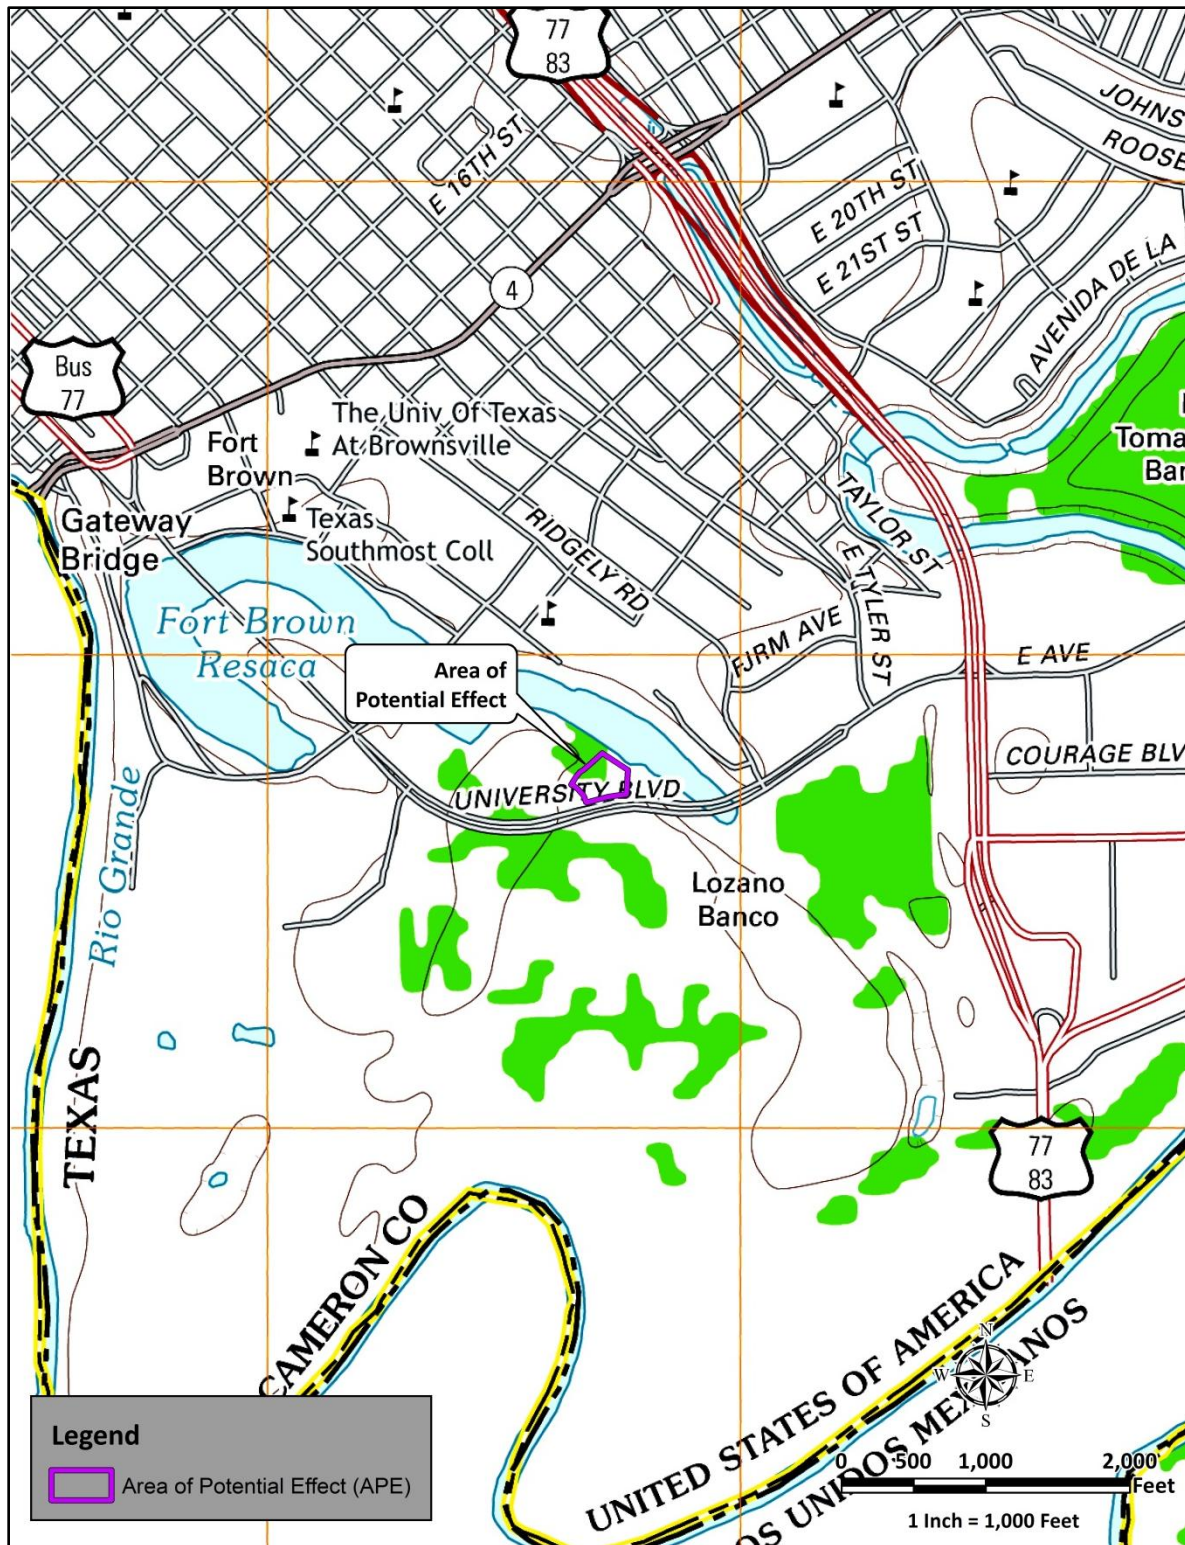 77
83
JOHNS
ROOSE
E 16TH ST
E 20TH ST
E 21ST ST
AVENIDA DE LA
4
Bus
77
The Univ Of Texas
At Brownsville
Fort
Brown
Toma
Bar
Gateway
Bridge
Texas
Southmost Coll
RIDGELY RD
TAYLOR ST
E TYLER ST
FJRM AVE
E AVE
Fort Brown
Resaca
Area of
Potential Effect
COURAGE BLV
UNIVERSITY BLVD
Rio Grande
Lozano
Banco
TEXAS
77
83
CAMERON CO
UNITED STATES OF AMERICA
OS UNIDOS MEXICANOS
N
W
E
S
Legend
Area of Potential Effect (APE)
0 500 1,000 2,000
Feet
1 Inch = 1,000 Feet